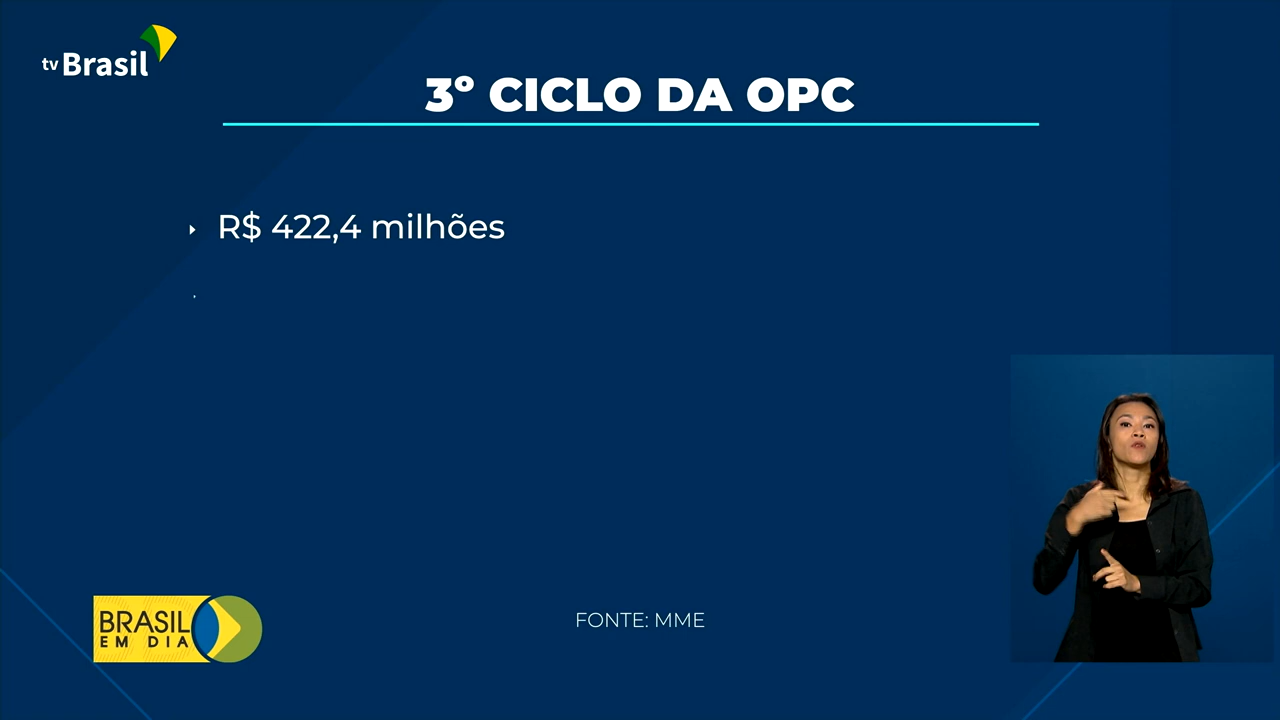 tv Brasil
3º CICLO DA OPC
R$ 422,4 milhões
BRASIL
EM DIA
FONTE: MME